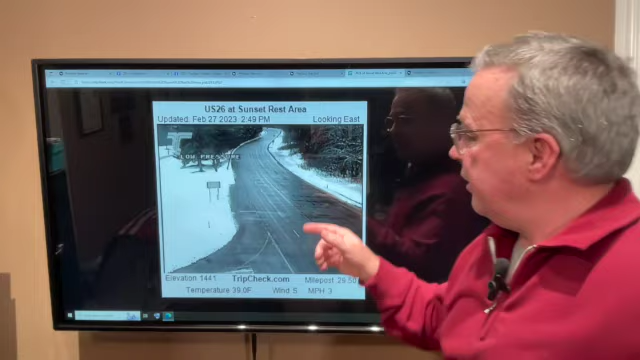 US26 at Sunset Rest Area
Updated: Feb 27 2023 2:49 PM Looking East
LOW PRESSURE
Elevation: 1441 TripCheck.com Milepost: 29.50
Temperature: 39.0F Wind: S MPH: 3